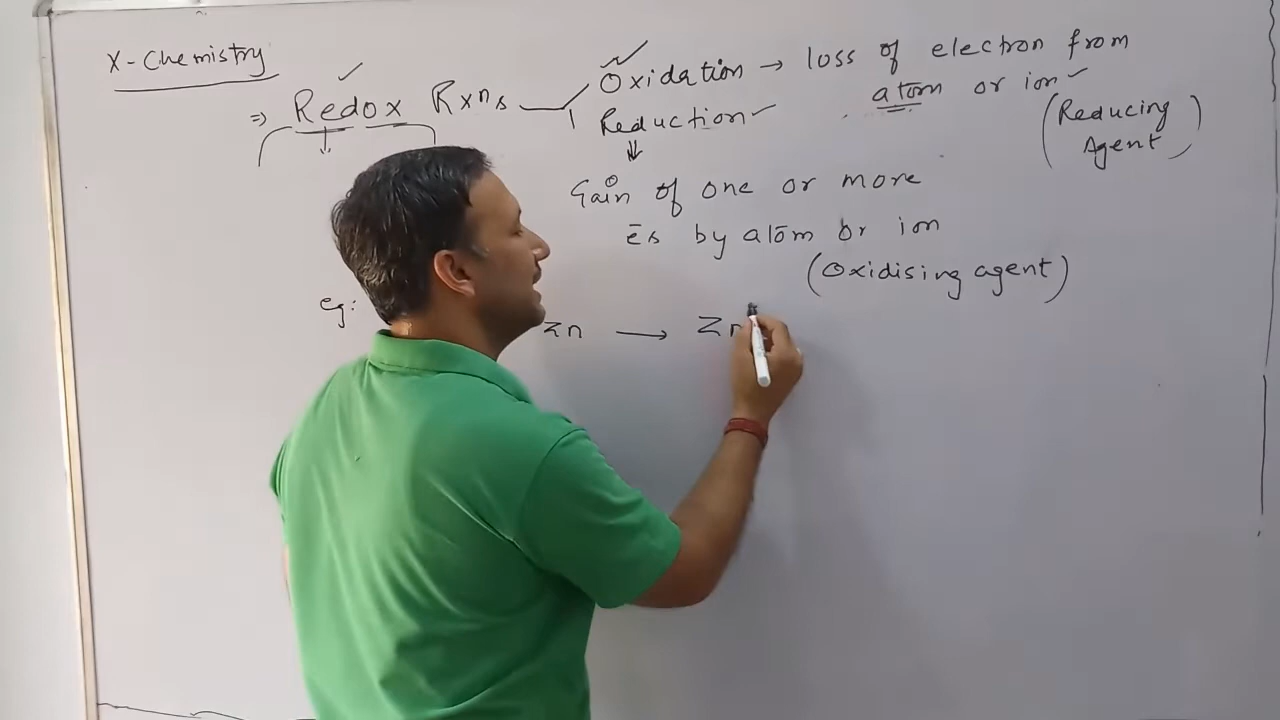 X-Chemistry
⇒ Redox Rxns
Oxidation → loss of electron from
atom or ion
(Reducing
Agent)
Reduction
⇓
Gain of one or more
ēs by atom or ion
(Oxidising agent)
eg:
Zn → Zn